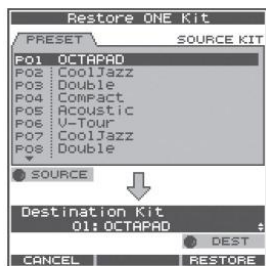 Restore ONE Kit
PRESET SOURCE KIT
P01 OCTAPAD
P02 CoolJazz
P03 Double
P04 Compact
P05 Acoustic
P06 V-Tour
P07 CoolJazz
P08 Double
SOURCE
Destination Kit
01: OCTAPAD
DEST
CANCEL RESTORE